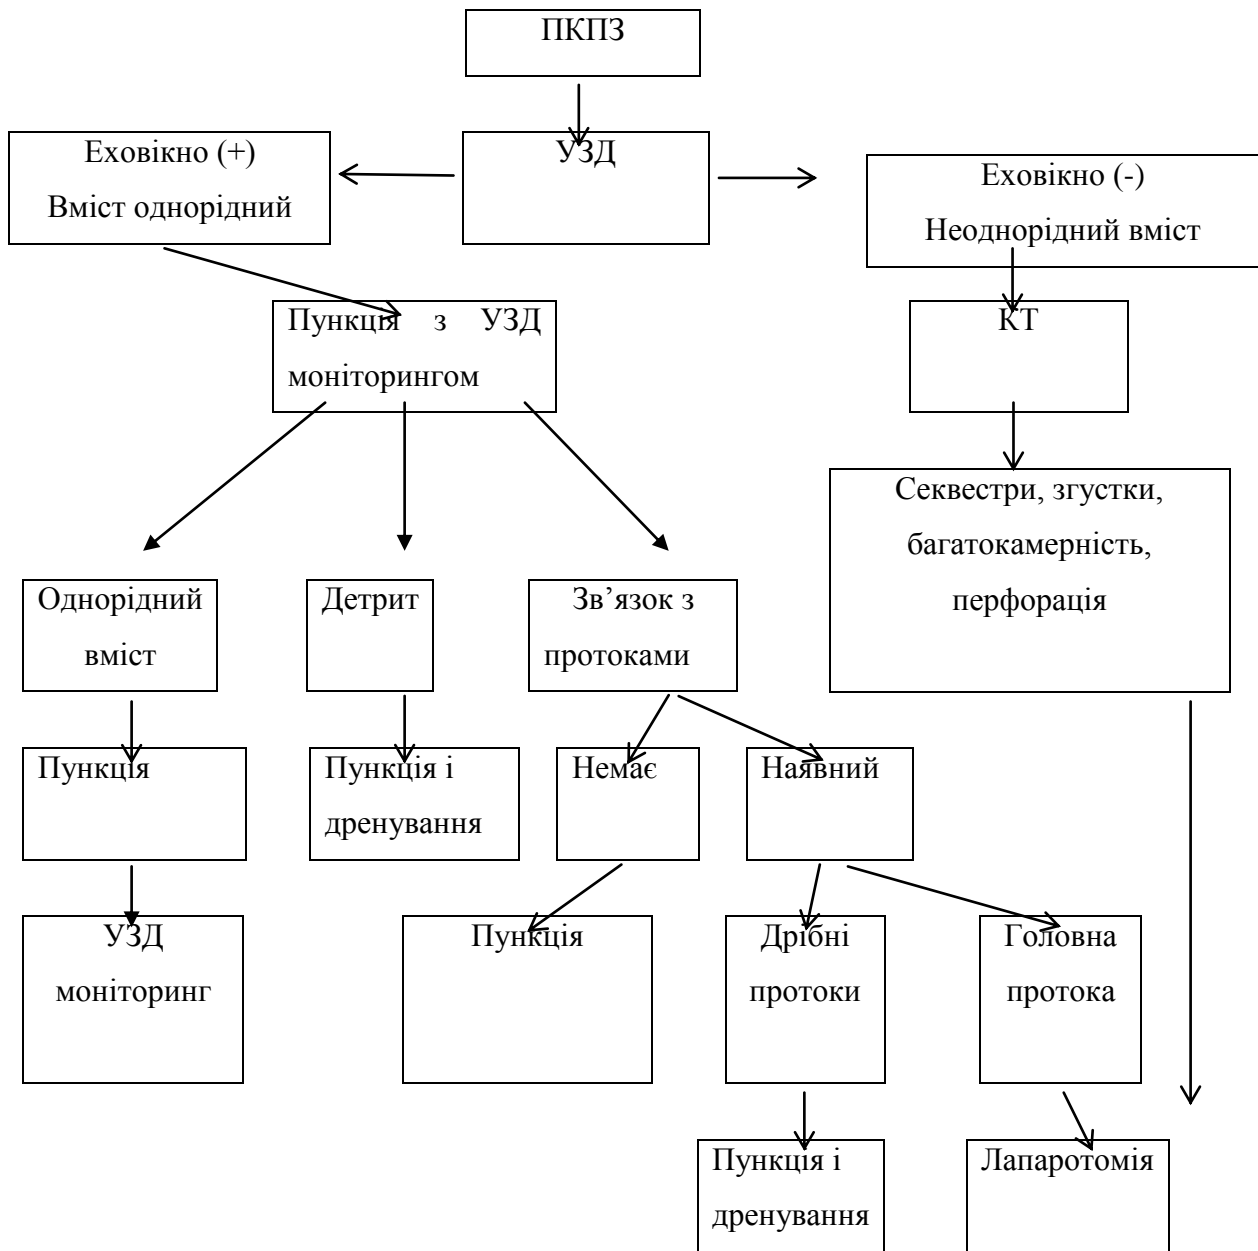 ПКПЗ
Еховікно (+)
Вміст однорідний
УЗД
Еховікно (-)
Неоднорідний вміст
Пункція з УЗД
моніторингом
КТ
Секвестри, згустки,
багатокамерність,
перфорація
Однорідний
вміст
Детрит
Зв’язок з
протоками
Пункція
Пункція і
дренування
Немає
Наявний
УЗД
моніторинг
Пункція
Дрібні
протоки
Головна
протока
Пункція і
дренування
Лапаротомія